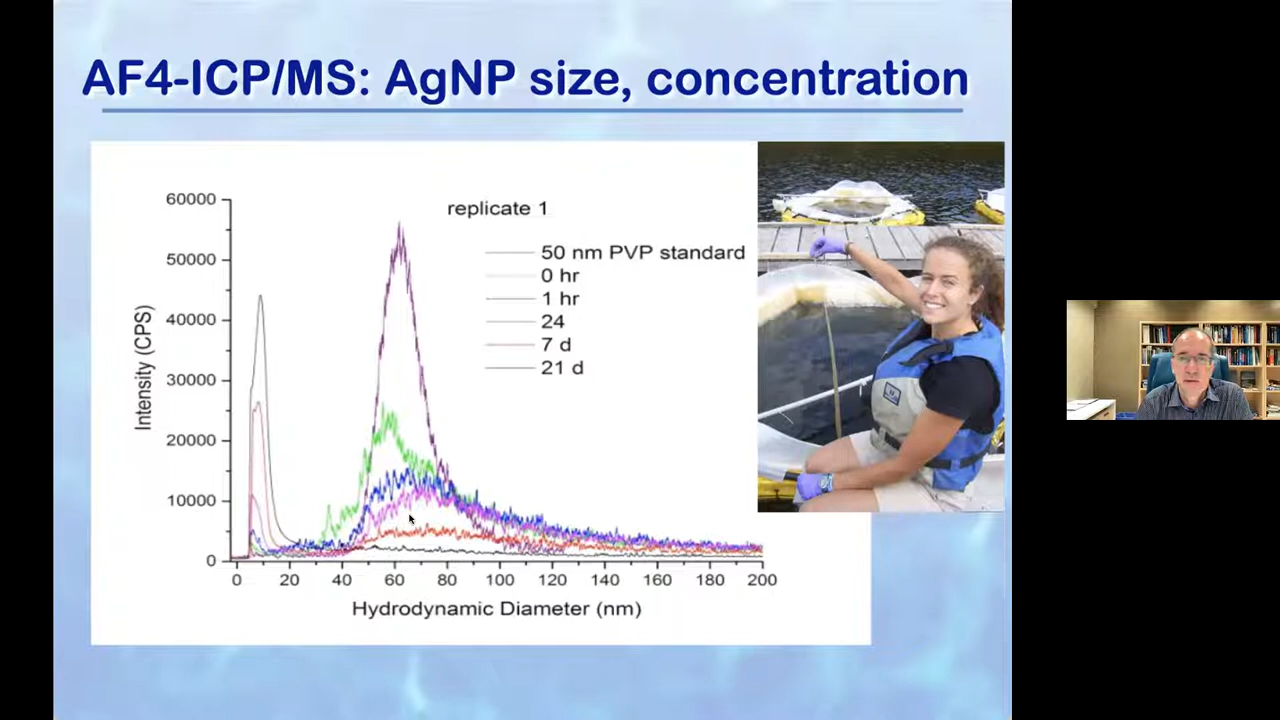 AF4-ICP/MS: AgNP size, concentration
replicate 1
50 nm PVP standard
0 hr
1 hr
24
7 d
21 d
Intensity (CPS)
60000
50000
40000
30000
20000
10000
0
0 20 40 60 80 100 120 140 160 180 200
Hydrodynamic Diameter (nm)